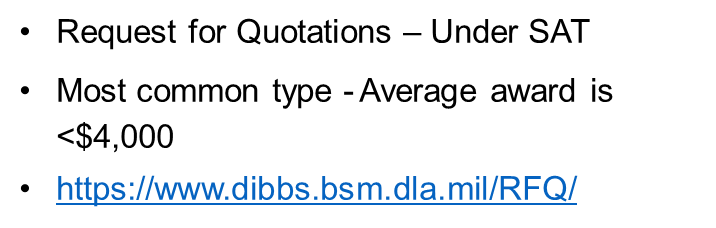 • Request for Quotations – Under SAT
• Most common type - Average award is
<$4,000
• https://www.dibbs.bsm.dla.mil/RFQ/